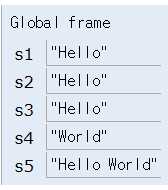 Global frame
s1 "Hello"
s2 "Hello"
s3 "Hello"
s4 "World"
s5 "Hello World"